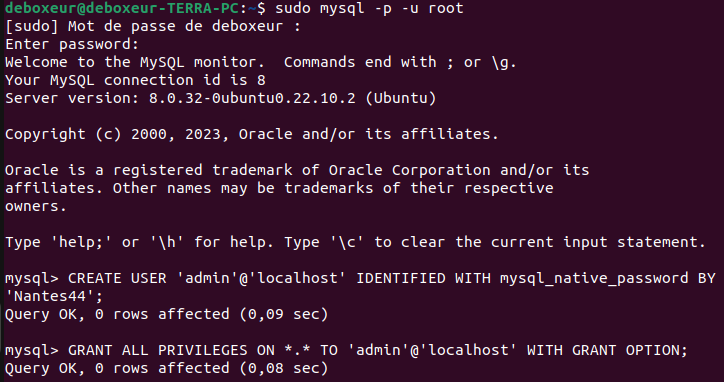 deboxeur@deboxeur-TERRA-PC:~$ sudo mysql -p -u root
[sudo] Mot de passe de deboxeur :
Enter password:
Welcome to the MySQL monitor.  Commands end with ; or \g.
Your MySQL connection id is 8
Server version: 8.0.32-0ubuntu0.22.10.2 (Ubuntu)
Copyright (c) 2000, 2023, Oracle and/or its affiliates.
Oracle is a registered trademark of Oracle Corporation and/or its
affiliates. Other names may be trademarks of their respective
owners.
Type 'help;' or '\h' for help. Type '\c' to clear the current input statement.
mysql> CREATE USER 'admin'@'localhost' IDENTIFIED WITH mysql_native_password BY
'Nantes44';
Query OK, 0 rows affected (0,09 sec)
mysql> GRANT ALL PRIVILEGES ON *.* TO 'admin'@'localhost' WITH GRANT OPTION;
Query OK, 0 rows affected (0,08 sec)